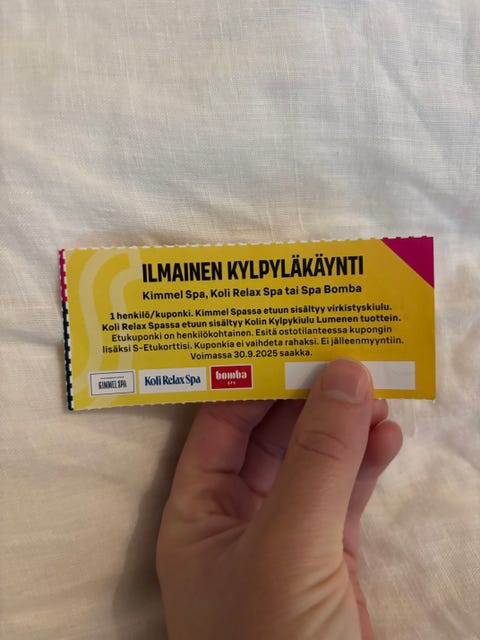 ILMAINEN KYLPYLÄKÄYNTI
Kimmel Spa, Koli Relax Spa tai Spa Bomba
1 henkilö/kuponki. Kimmel Spassa etuun sisältyy virkistyskiulu.
Koli Relax Spassa etuun sisältyy Kolin Kylpykiulu Lumenen tuottein.
Etukuponki on henkilökohtainen. Esitä ostotilanteessa kupongin
lisäksi S-Etukorttisi. Kuponkia ei vaihdeta rahaksi. Ei jälleenmyyntiin.
Voimassa 30.9.2025 saakka.
KIMMEL SPA
Koli Relax Spa
bomba
SPA